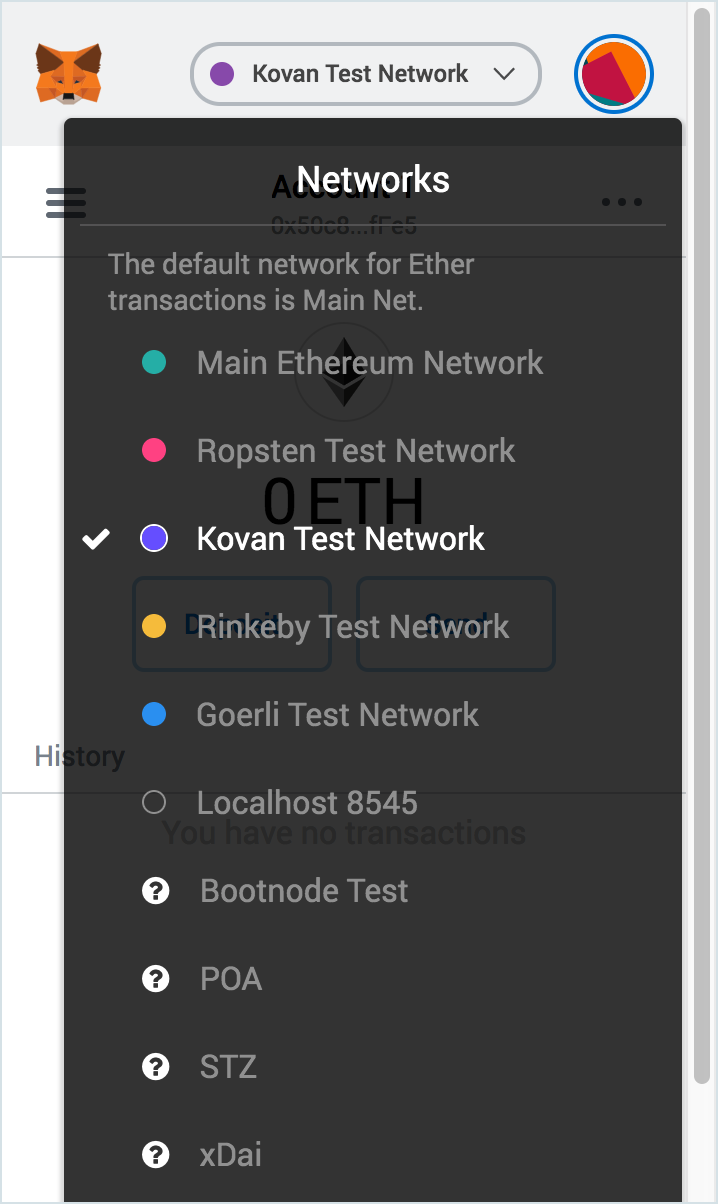 Kovan Test Network
Networks
Account 1
0x50c8...fFe5
The default network for Ether
transactions is Main Net.
Main Ethereum Network
Ropsten Test Network
0 ETH
Kovan Test Network
Deposit
Send
Rinkeby Test Network
Goerli Test Network
History
Localhost 8545
You have no transactions
? Bootnode Test
? POA
? STZ
? xDai